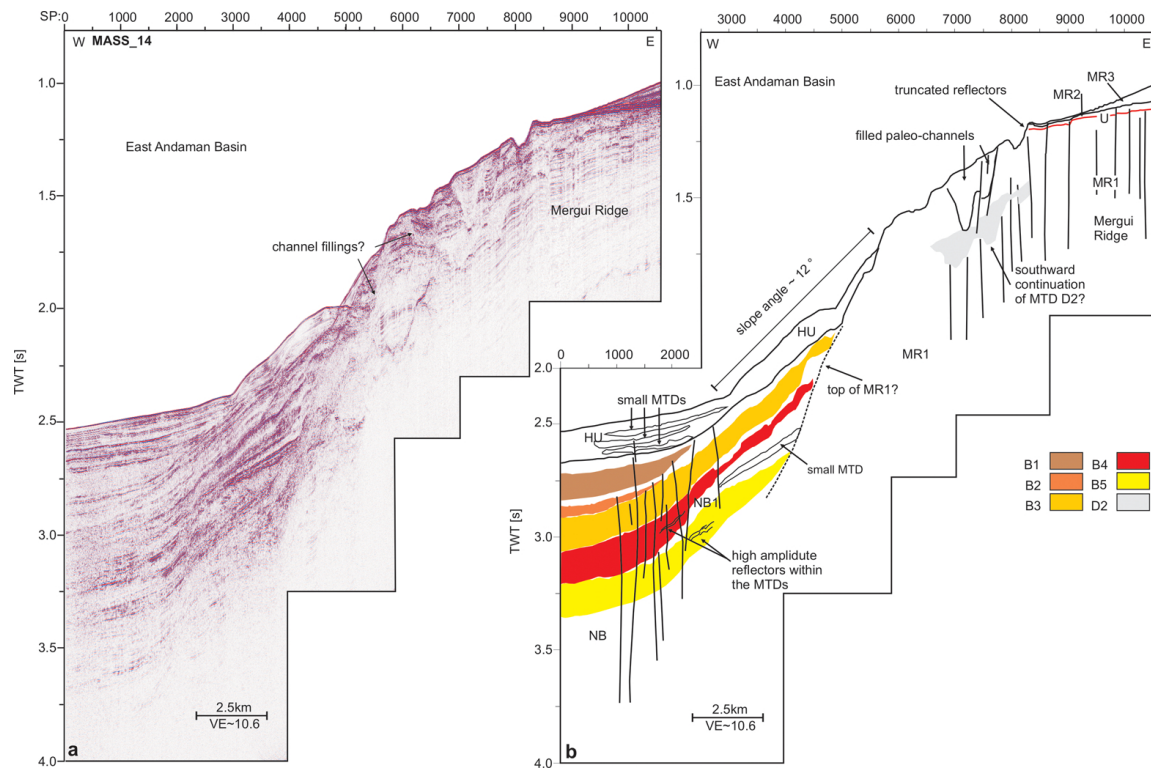 SP:0 1000 2000 3000 4000 5000 6000 7000 8000 9000 10000
W MASS_14 E
1.0
East Andaman Basin
1.5
Mergui Ridge
channel fillings?
2.0
TWT [s]
2.5
3.0
3.5
2.5km
VE~10.6
a
4.0
3000 4000 5000 6000 7000 8000 9000 10000
W E
East Andaman Basin
1.0
MR3
MR2
truncated reflectors
U
filled paleo-channels
MR1
1.5
Mergui
Ridge
southward
continuation
of MTD D2?
slope angle ~ 12°
HU
MR1
0 1000 2000
2.0
top of MR1?
small MTDs
2.5
HU
small MTD
B1 B4
B2 B5
B3 D2
NB1
TWT [s]
3.0
high amplidute
reflectors within
the MTDs
NB
3.5
2.5km
VE~10.6
b
4.0